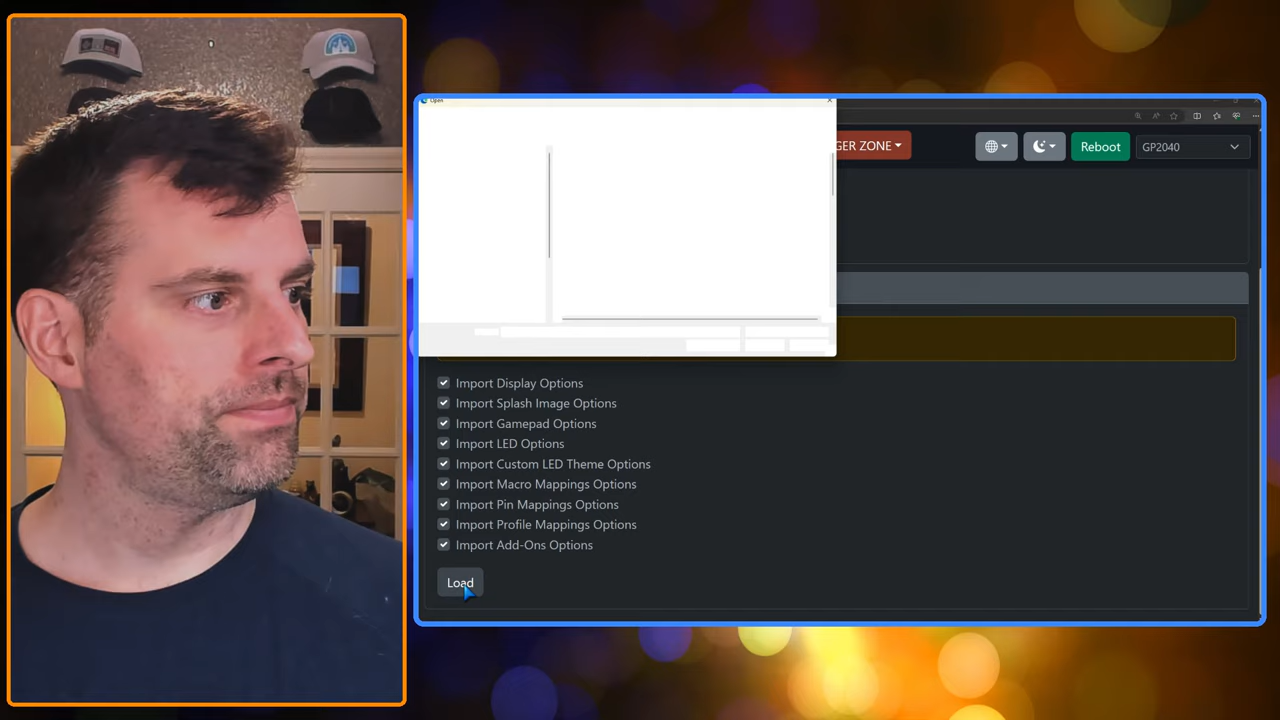 Open
GER ZONE
Reboot
GP2040
Import Display Options
Import Splash Image Options
Import Gamepad Options
Import LED Options
Import Custom LED Theme Options
Import Macro Mappings Options
Import Pin Mappings Options
Import Profile Mappings Options
Import Add-Ons Options
Load